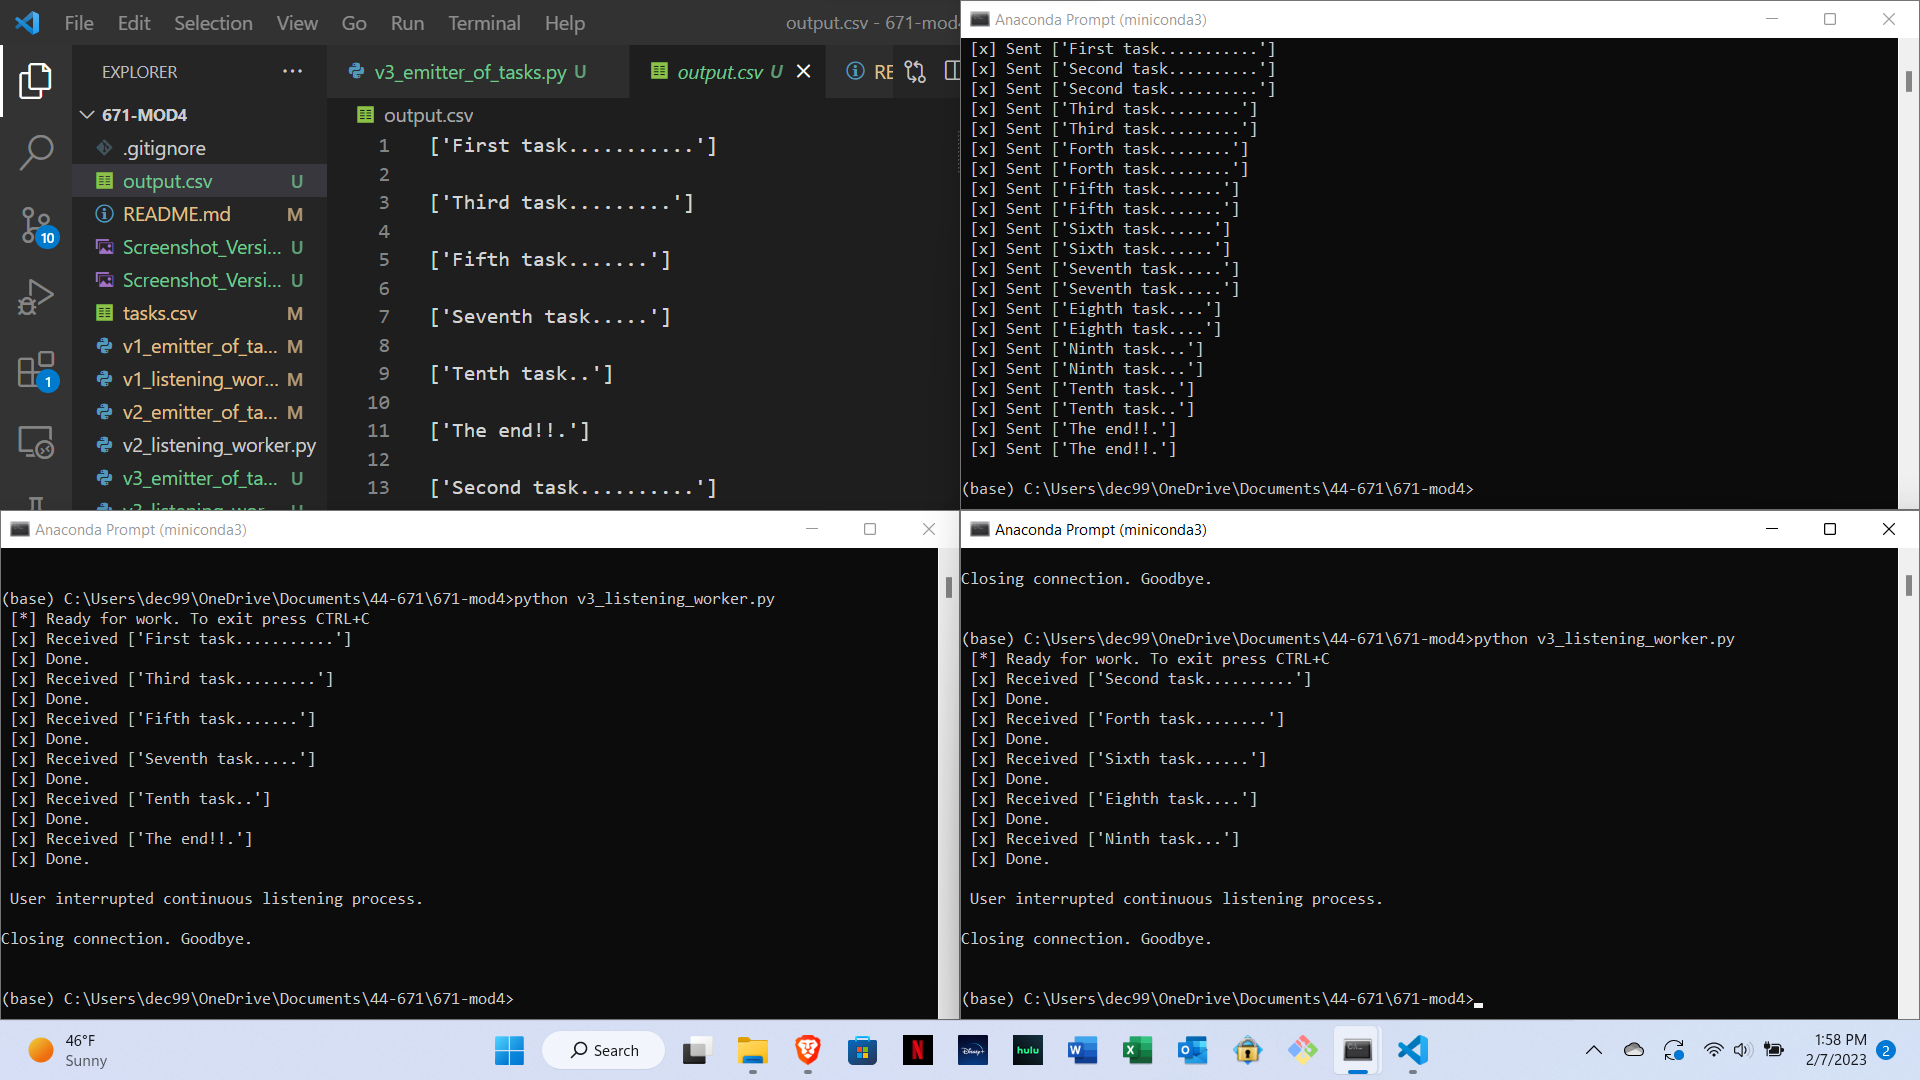 File Edit Selection View Go Run Terminal Help output.csv - 671-mod4
EXPLORER
671-MOD4
.gitignore
output.csv U
README.md M
Screenshot_Versi... U
Screenshot_Versi... U
tasks.csv M
v1_emitter_of_ta... M
v1_listening_wor... M
v2_emitter_of_ta... M
v2_listening_worker.py
v3_emitter_of_ta... U
10
1
v3_emitter_of_tasks.py U
output.csv U
RE
output.csv
1 ['First task...........']
2
3 ['Third task.........']
4
5 ['Fifth task.......']
6
7 ['Seventh task.....']
8
9 ['Tenth task..']
10
11 ['The end!!.']
12
13 ['Second task..........']
Anaconda Prompt (miniconda3)
[x] Sent ['First task...........']
[x] Sent ['Second task..........']
[x] Sent ['Second task..........']
[x] Sent ['Third task.........']
[x] Sent ['Third task.........']
[x] Sent ['Forth task........']
[x] Sent ['Forth task........']
[x] Sent ['Fifth task.......']
[x] Sent ['Fifth task.......']
[x] Sent ['Sixth task......']
[x] Sent ['Sixth task......']
[x] Sent ['Seventh task.....']
[x] Sent ['Seventh task.....']
[x] Sent ['Eighth task....']
[x] Sent ['Eighth task....']
[x] Sent ['Ninth task...']
[x] Sent ['Ninth task...']
[x] Sent ['Tenth task..']
[x] Sent ['Tenth task..']
[x] Sent ['The end!!.']
[x] Sent ['The end!!.']
(base) C:\Users\dec99\OneDrive\Documents\44-671\671-mod4>
Anaconda Prompt (miniconda3)
(base) C:\Users\dec99\OneDrive\Documents\44-671\671-mod4>python v3_listening_worker.py
[*] Ready for work. To exit press CTRL+C
[x] Received ['First task...........']
[x] Done.
[x] Received ['Third task.........']
[x] Done.
[x] Received ['Fifth task.......']
[x] Done.
[x] Received ['Seventh task.....']
[x] Done.
[x] Received ['Tenth task..']
[x] Done.
[x] Received ['The end!!.']
[x] Done.
User interrupted continuous listening process.
Closing connection. Goodbye.
(base) C:\Users\dec99\OneDrive\Documents\44-671\671-mod4>
Anaconda Prompt (miniconda3)
Closing connection. Goodbye.
(base) C:\Users\dec99\OneDrive\Documents\44-671\671-mod4>python v3_listening_worker.py
[*] Ready for work. To exit press CTRL+C
[x] Received ['Second task..........']
[x] Done.
[x] Received ['Forth task........']
[x] Done.
[x] Received ['Sixth task......']
[x] Done.
[x] Received ['Eighth task....']
[x] Done.
[x] Received ['Ninth task...']
[x] Done.
User interrupted continuous listening process.
Closing connection. Goodbye.
(base) C:\Users\dec99\OneDrive\Documents\44-671\671-mod4>
46°F
Sunny
Search
N
Disney+
hulu
W
X
1:58 PM
2/7/2023
2